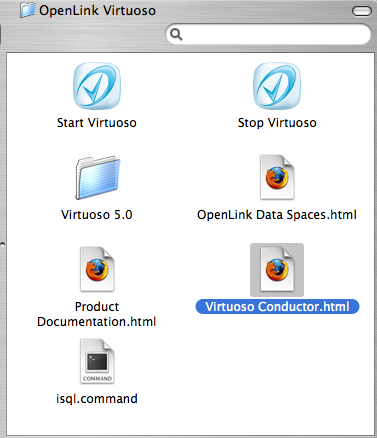 OpenLink Virtuoso
Start Virtuoso
Stop Virtuoso
Virtuoso 5.0
OpenLink Data Spaces.html
Product
Documentation.html
Virtuoso Conductor.html
COMMAND
isql.command